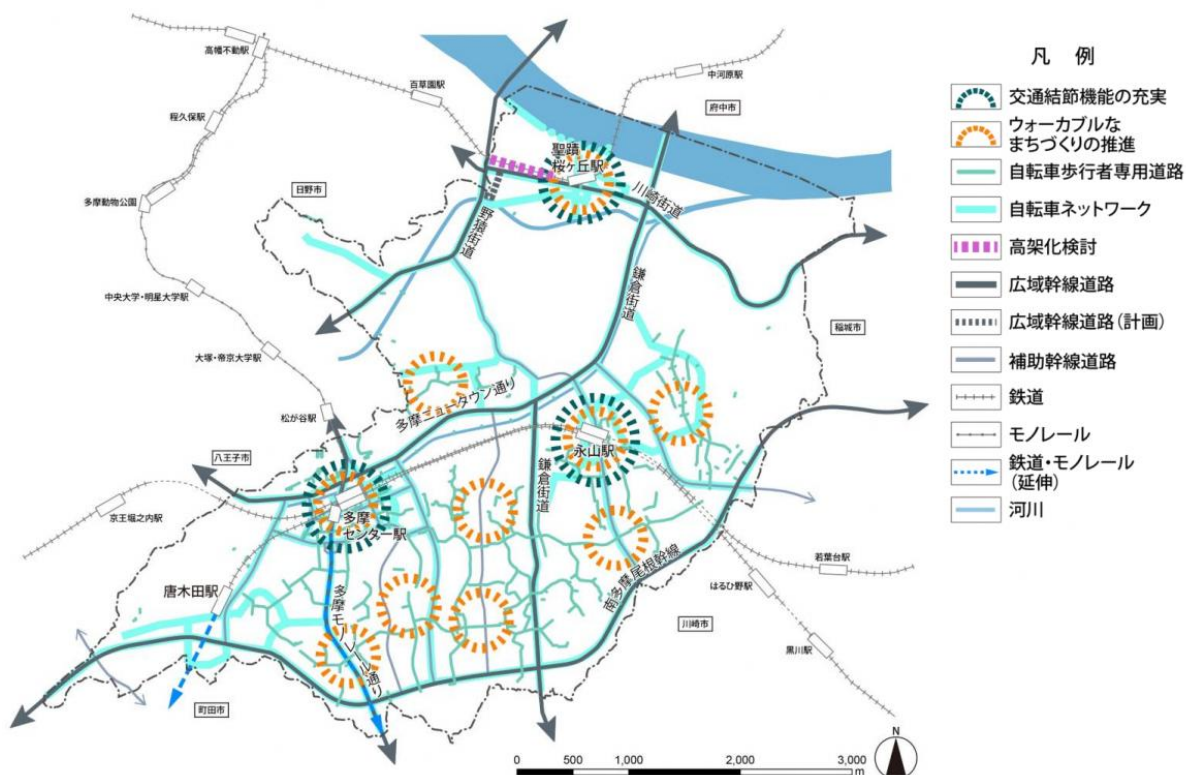 高幡不動駅
百草園駅
中河原駅
府中市
程久保駅
聖蹟
桜ヶ丘駅
日野市
川崎街道
野猿街道
多摩動物公園
鎌倉街道
中央大学・明星大学駅
稲城市
大塚・帝京大学駅
松が谷駅
多摩ニュータウン通り
永山駅
八王子市
鎌倉街道
京王堀之内駅
多摩
センター駅
若葉台駅
唐木田駅
多摩モノレール通り
南多摩尾根幹線
はるひ野駅
川崎市
黒川駅
町田市
0 500 1,000 2,000 3,000
m
N
凡 例
交通結節機能の充実
ウォーカブルな
まちづくりの推進
自転車歩行者専用道路
自転車ネットワーク
高架化検討
広域幹線道路
広域幹線道路(計画)
補助幹線道路
鉄道
モノレール
鉄道・モノレール
(延伸)
河川